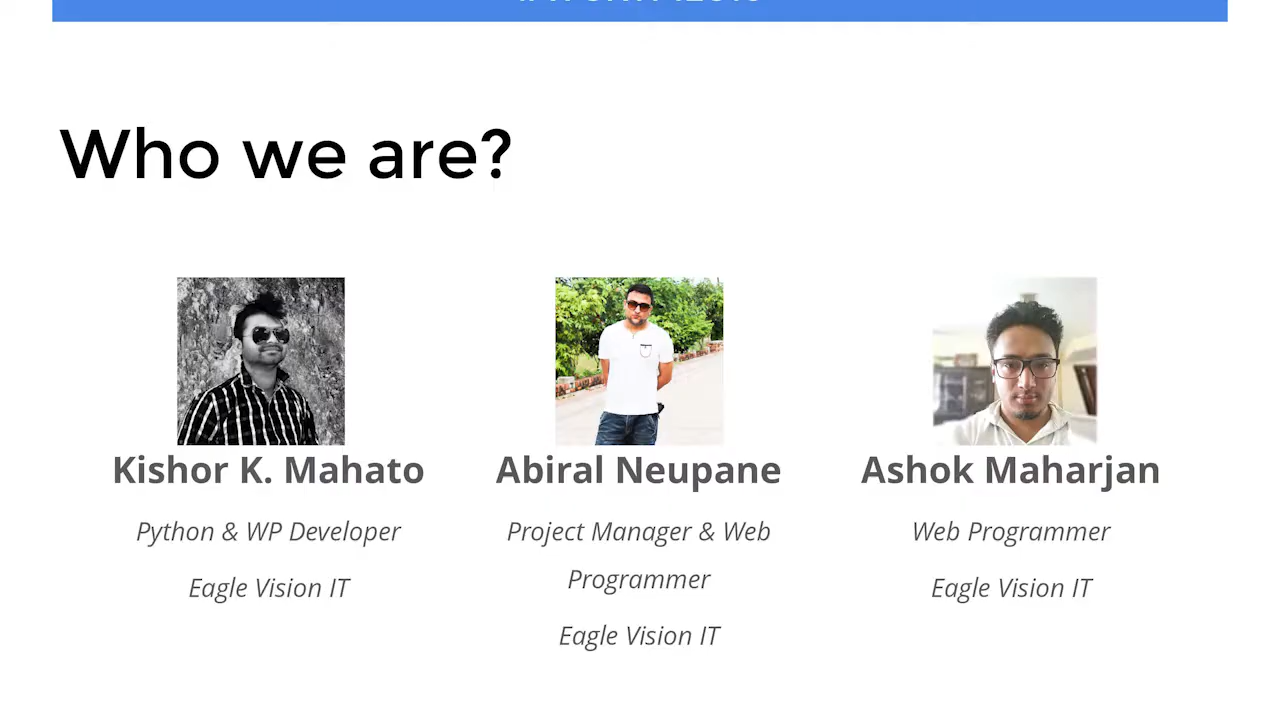 Who we are?
Kishor K. Mahato
Abiral Neupane
Ashok Maharjan
Python & WP Developer
Project Manager & Web
Programmer
Web Programmer
Eagle Vision IT
Eagle Vision IT
Eagle Vision IT